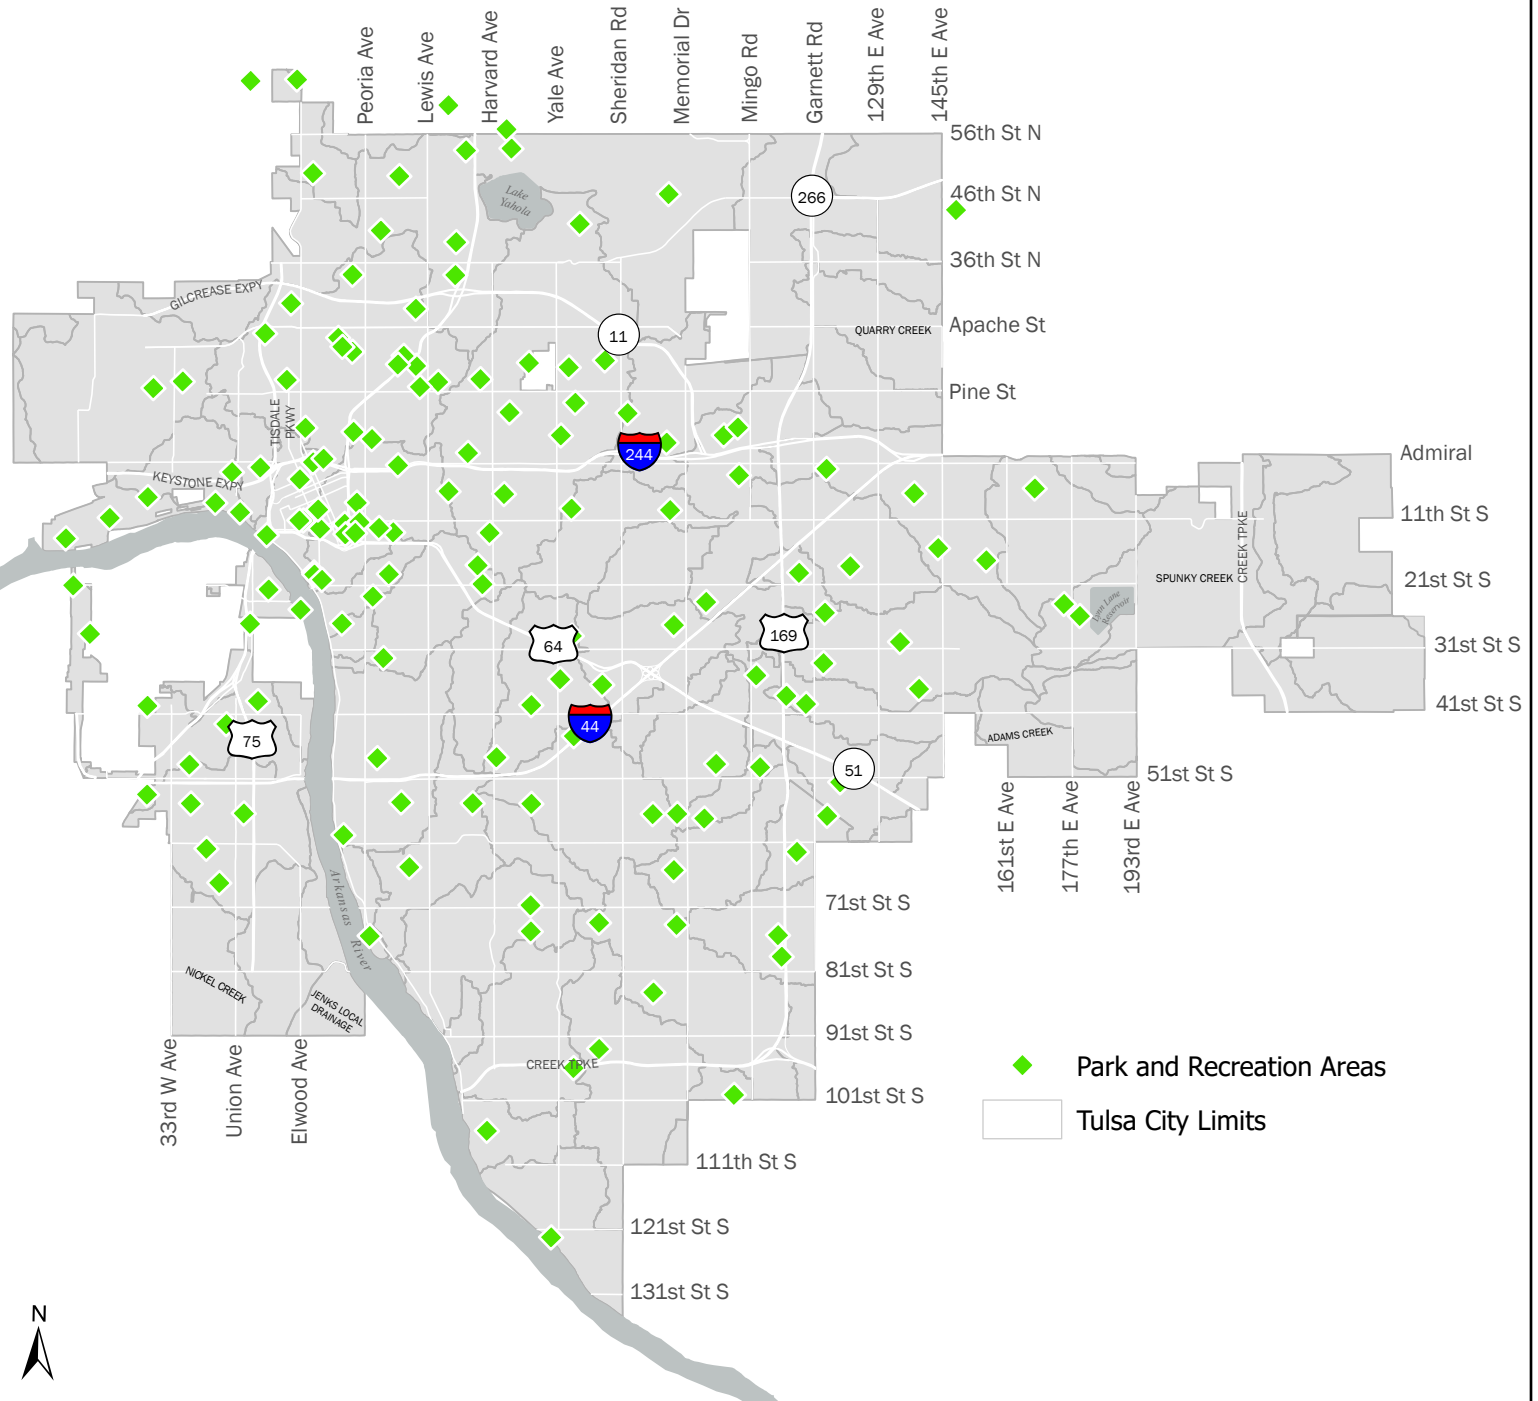 Peoria Ave
Lewis Ave
Harvard Ave
Yale Ave
Sheridan Rd
Memorial Dr
Mingo Rd
Garnett Rd
129th E Ave
145th E Ave
56th St N
46th St N
36th St N
Apache St
Pine St
Admiral
11th St S
21st St S
31st St S
41st St S
51st St S
161st E Ave
177th E Ave
193rd E Ave
71st St S
81st St S
91st St S
101st St S
111th St S
121st St S
131st St S
33rd W Ave
Union Ave
Elwood Ave
Lake
Yahola
266
11
244
64
169
44
75
51
GILCREASE EXPY
TISDALE
PKWY
KEYSTONE EXPY
QUARRY CREEK
SPUNKY CREEK
CREEK TPKE
Lynn Lane
Reservoir
ADAMS CREEK
Arkansas River
NICKEL CREEK
JENKS LOCAL
DRAINAGE
CREEK TPKE
Park and Recreation Areas
Tulsa City Limits
N